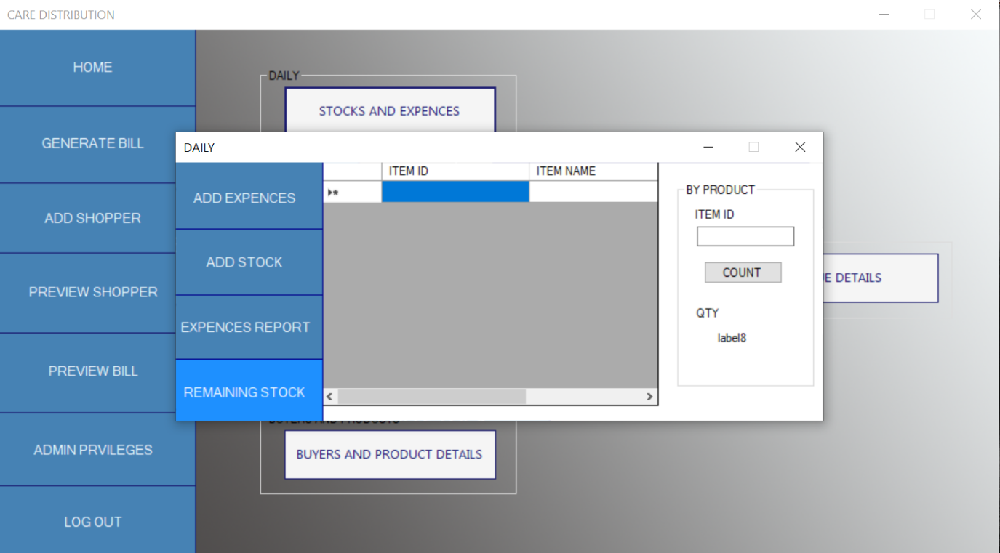 CARE DISTRIBUTION
HOME
GENERATE BILL
ADD SHOPPER
PREVIEW SHOPPER
PREVIEW BILL
ADMIN PRVILEGES
LOG OUT
DAILY
STOCKS AND EXPENCES
DAILY
ADD EXPENCES
ADD STOCK
EXPENCES REPORT
REMAINING STOCK
ITEM ID ITEM NAME
BY PRODUCT
ITEM ID
COUNT
QTY
label8
DETAILS
BUYERS AND PRODUCT DETAILS